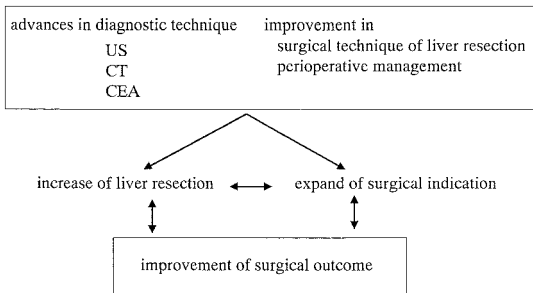 advances in diagnostic technique
US
CT
CEA
improvement in
surgical technique of liver resection
perioperative management
increase of liver resection
expand of surgical indication
improvement of surgical outcome